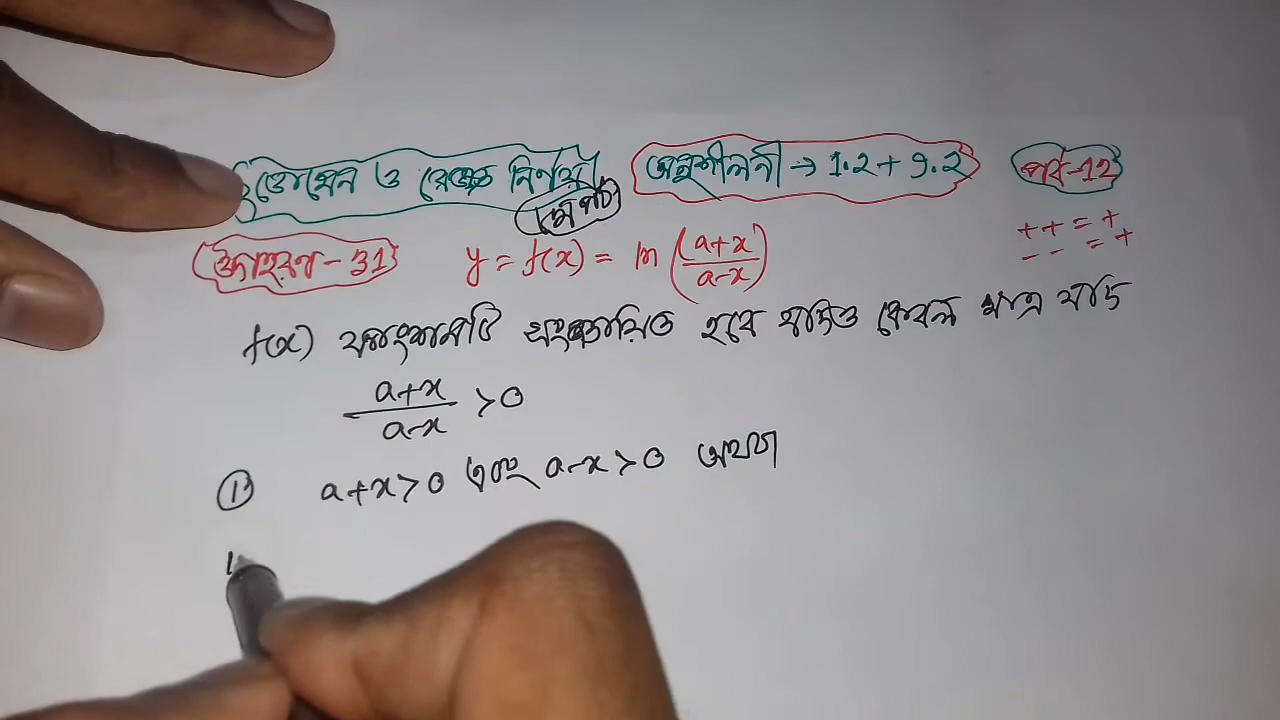 ডোমেন ও রেঞ্জ নির্ণয় অনুশীলনী → 1.2 + 9.2 পর্ব-12
উদাহরণ - 31 y = f(x) = ln (a+x / a-x) + + = +
- - = +
f(x) ফাংশনটি সংজ্ঞায়িত হবে যদিও কেবল মাত্র যদি
a+x / a-x > 0
① a+x > 0 এবং a-x > 0 অথবা